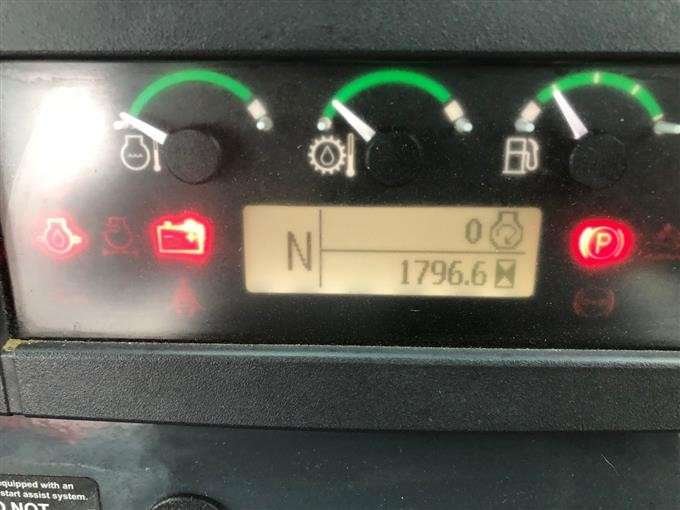 N
0
1796.6
P
equipped with an
start assist system.
DO NOT